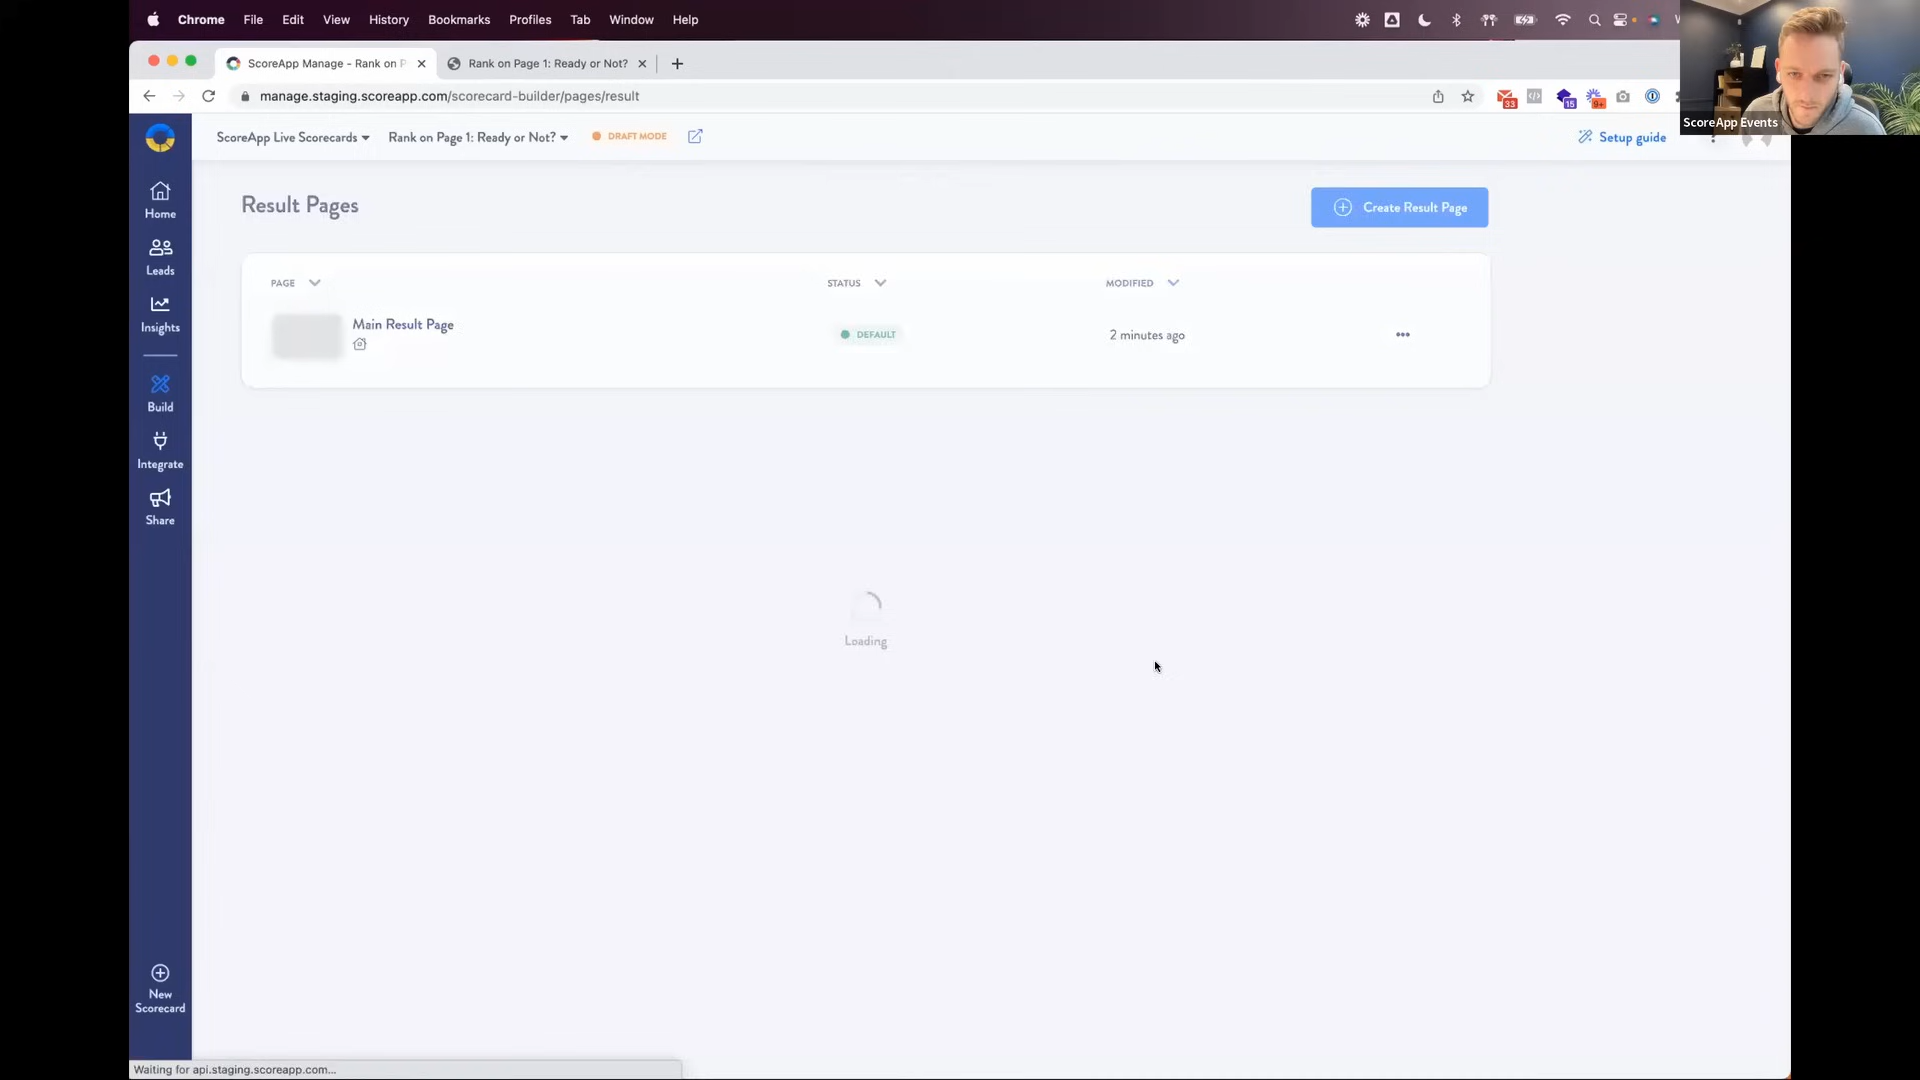 Chrome File Edit View History Bookmarks Profiles Tab Window Help
ScoreApp Manage - Rank on P
Rank on Page 1: Ready or Not?
manage.staging.scoreapp.com/scorecard-builder/pages/result
33
15
9+
ScoreApp Events
ScoreApp Live Scorecards
Rank on Page 1: Ready or Not?
DRAFT MODE
Setup guide
Home
Leads
Insights
Build
Integrate
Share
New
Scorecard
Result Pages
Create Result Page
PAGE STATUS MODIFIED
Main Result Page
DEFAULT
2 minutes ago
Loading
Waiting for api.staging.scoreapp.com...